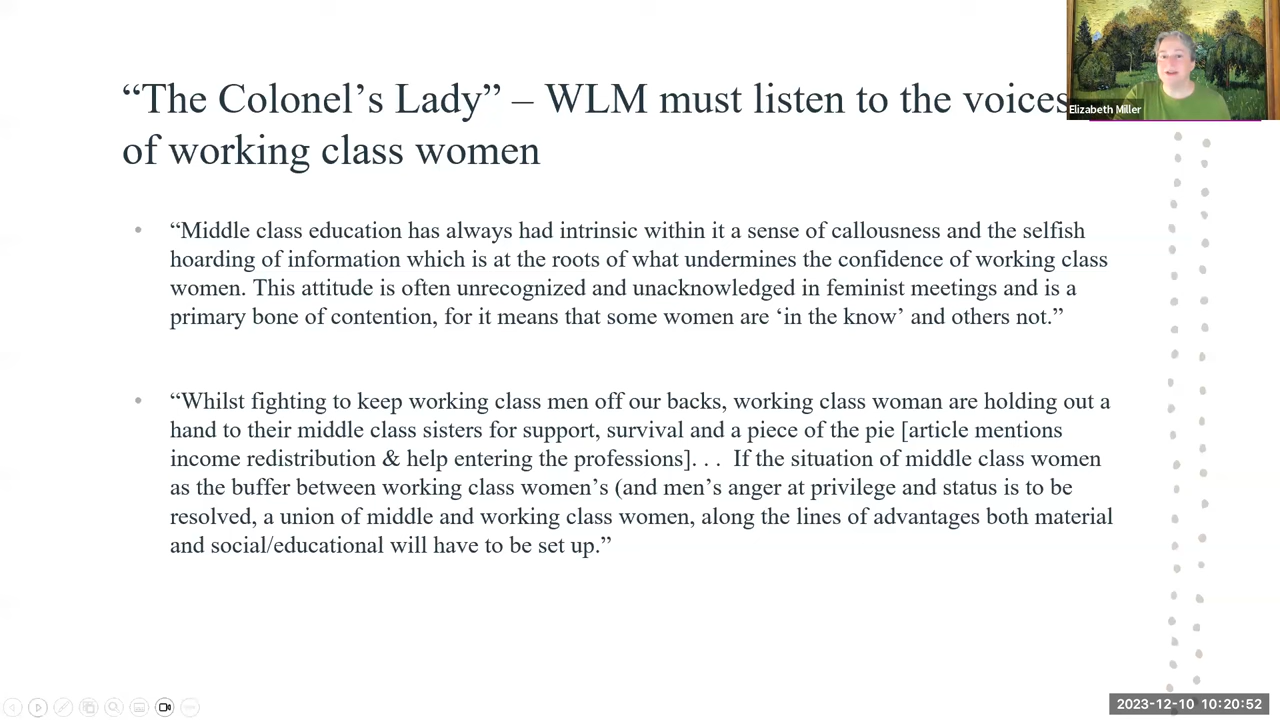 “The Colonel’s Lady” – WLM must listen to the voices
of working class women
Elizabeth Miller
• “Middle class education has always had intrinsic within it a sense of callousness and the selfish
hoarding of information which is at the roots of what undermines the confidence of working class
women. This attitude is often unrecognized and unacknowledged in feminist meetings and is a
primary bone of contention, for it means that some women are ‘in the know’ and others not.”
• “Whilst fighting to keep working class men off our backs, working class woman are holding out a
hand to their middle class sisters for support, survival and a piece of the pie [article mentions
income redistribution & help entering the professions]. . .  If the situation of middle class women
as the buffer between working class women’s (and men’s anger at privilege and status is to be
resolved, a union of middle and working class women, along the lines of advantages both material
and social/educational will have to be set up.”
2023-12-10 10:20:52